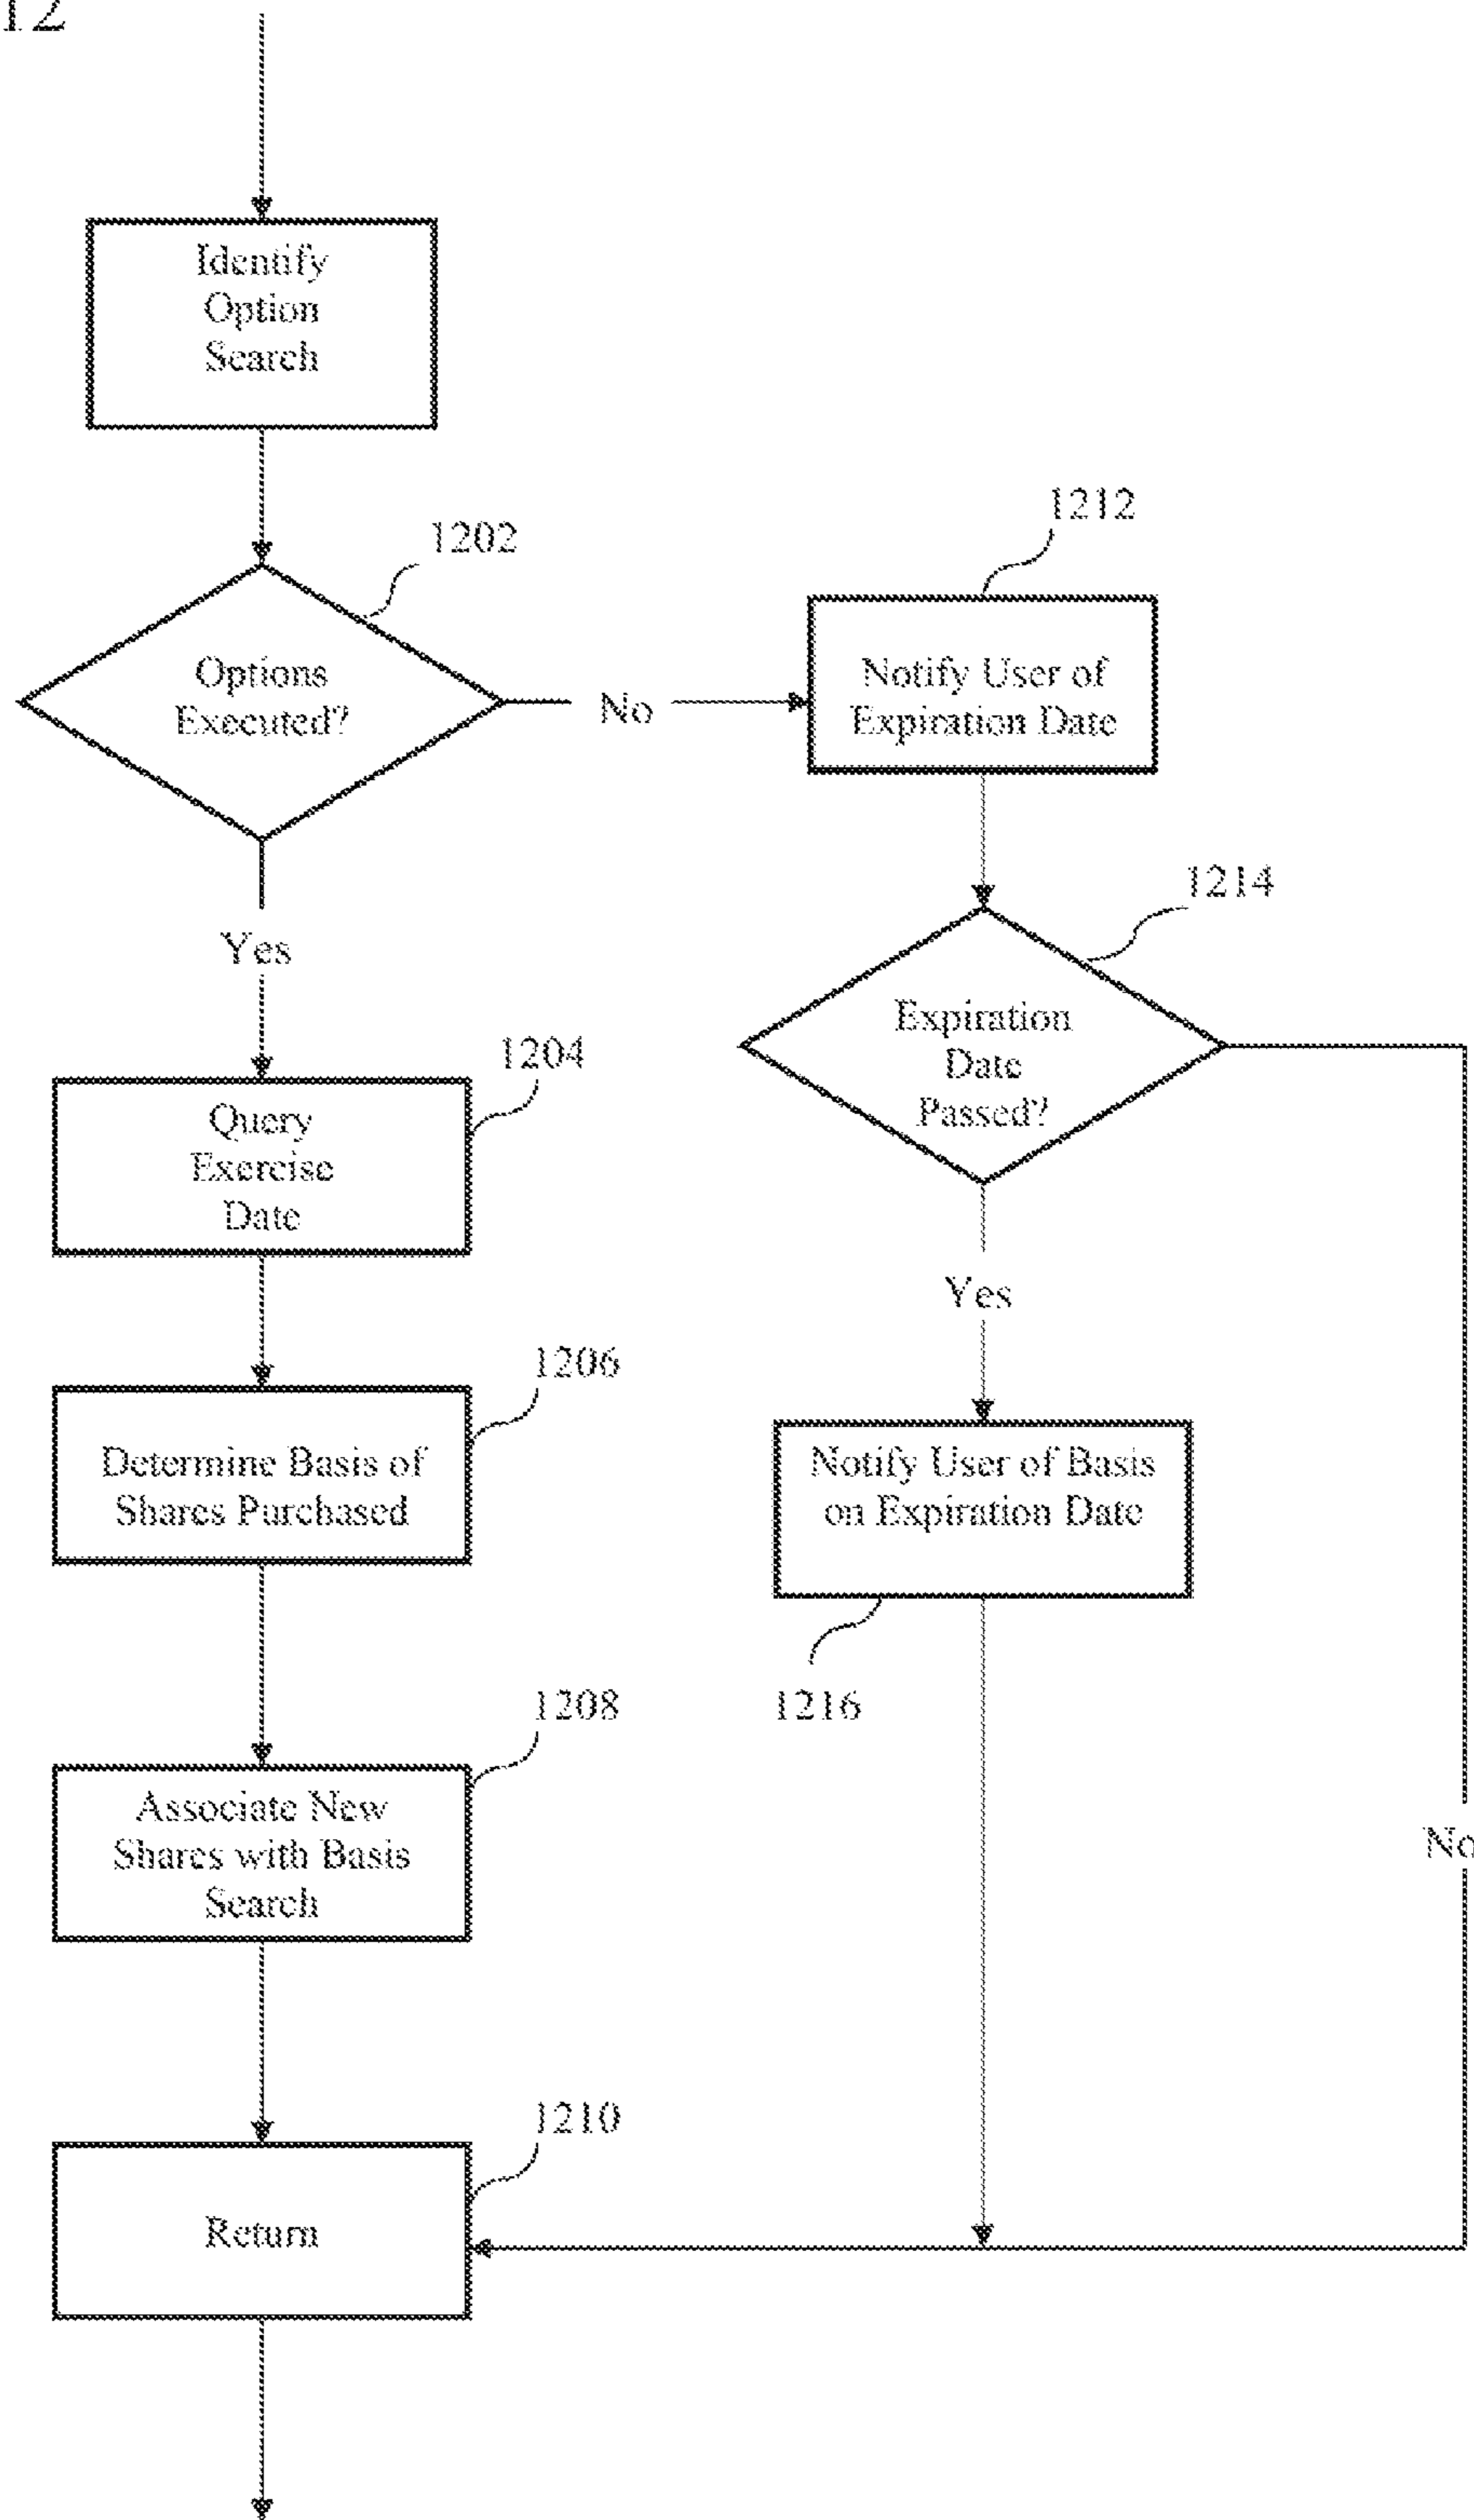 12
Identify
Option
Search
1202
Options
Executed?
No
1212
Notify User of
Expiration Date
1214
Expiration
Date
Passed?
Yes
1204
Query
Exercise
Date
Yes
1206
Determine Basis of
Shares Purchased
Notify User of Basis
on Expiration Date
1216
1208
Associate New
Shares with Basis
Search
No
1210
Return